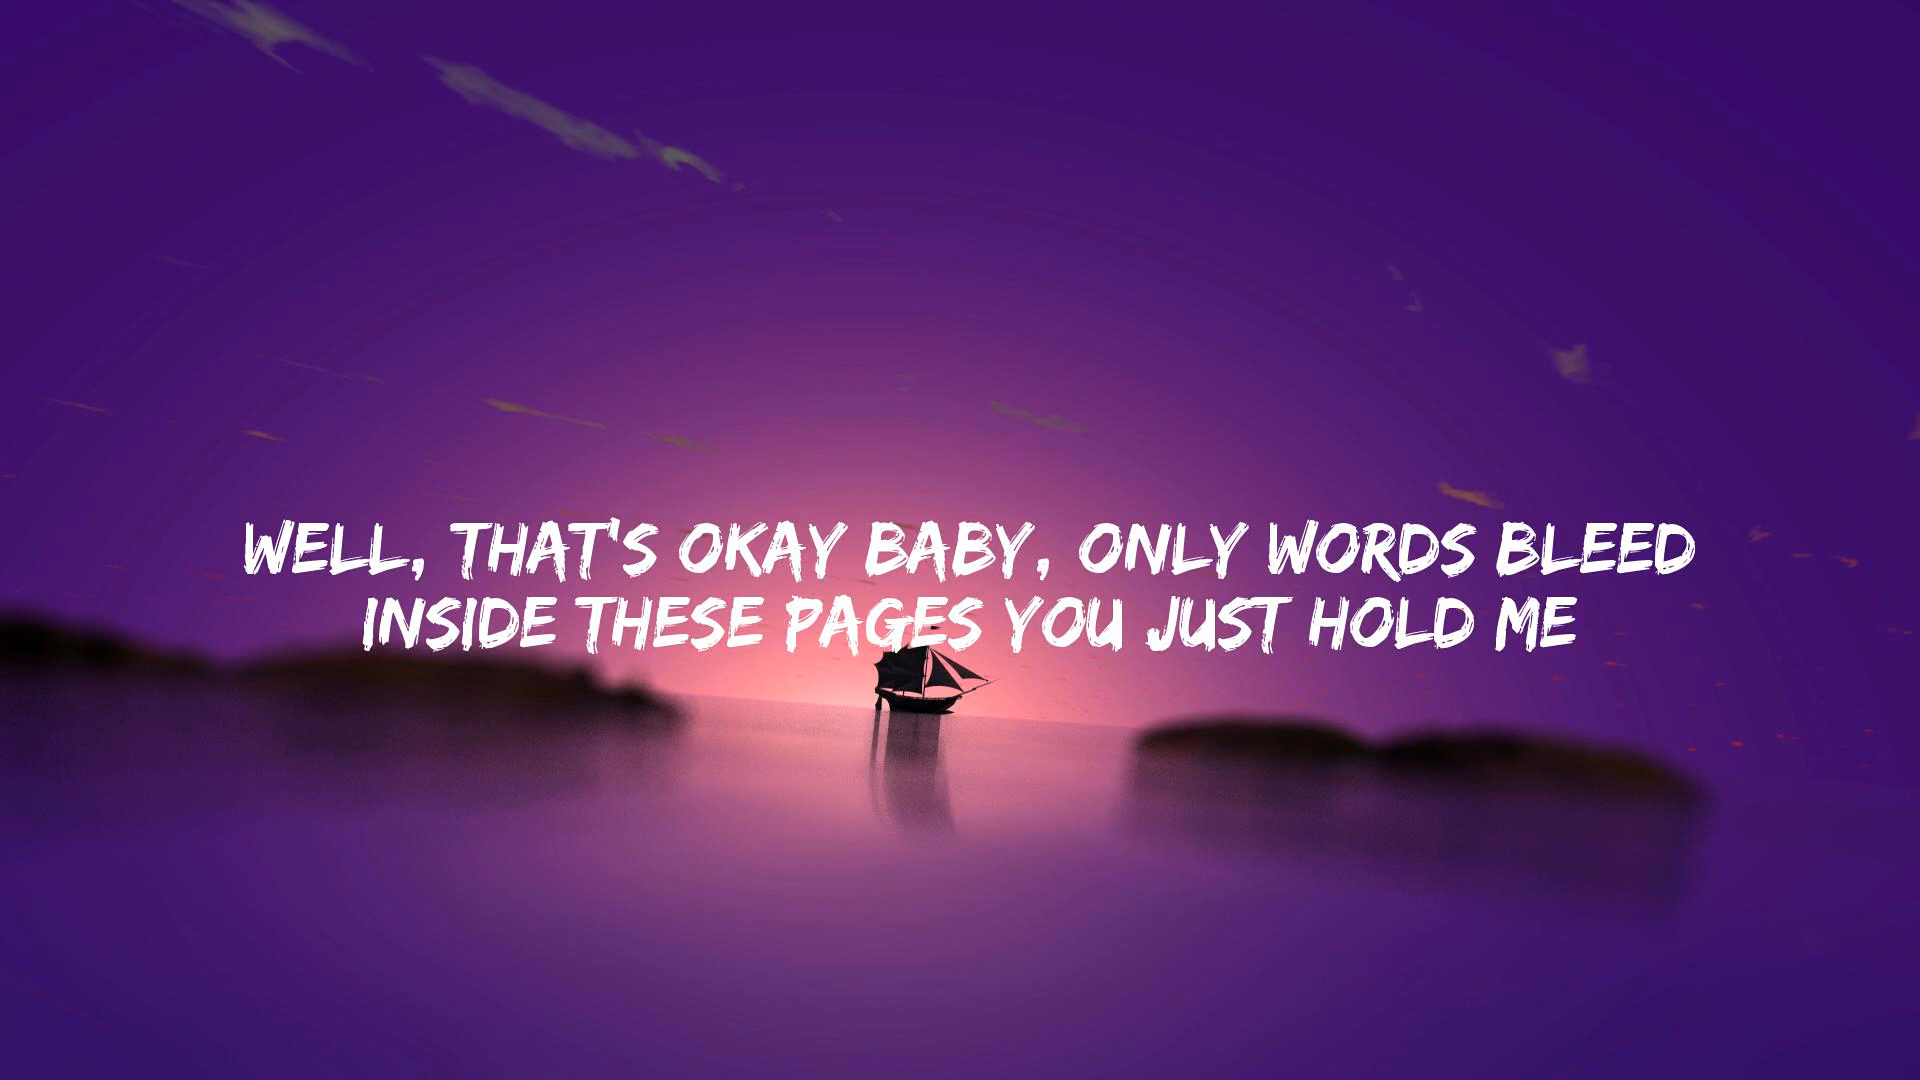 WELL, THAT'S OKAY BABY, ONLY WORDS BLEED
INSIDE THESE PAGES YOU JUST HOLD ME